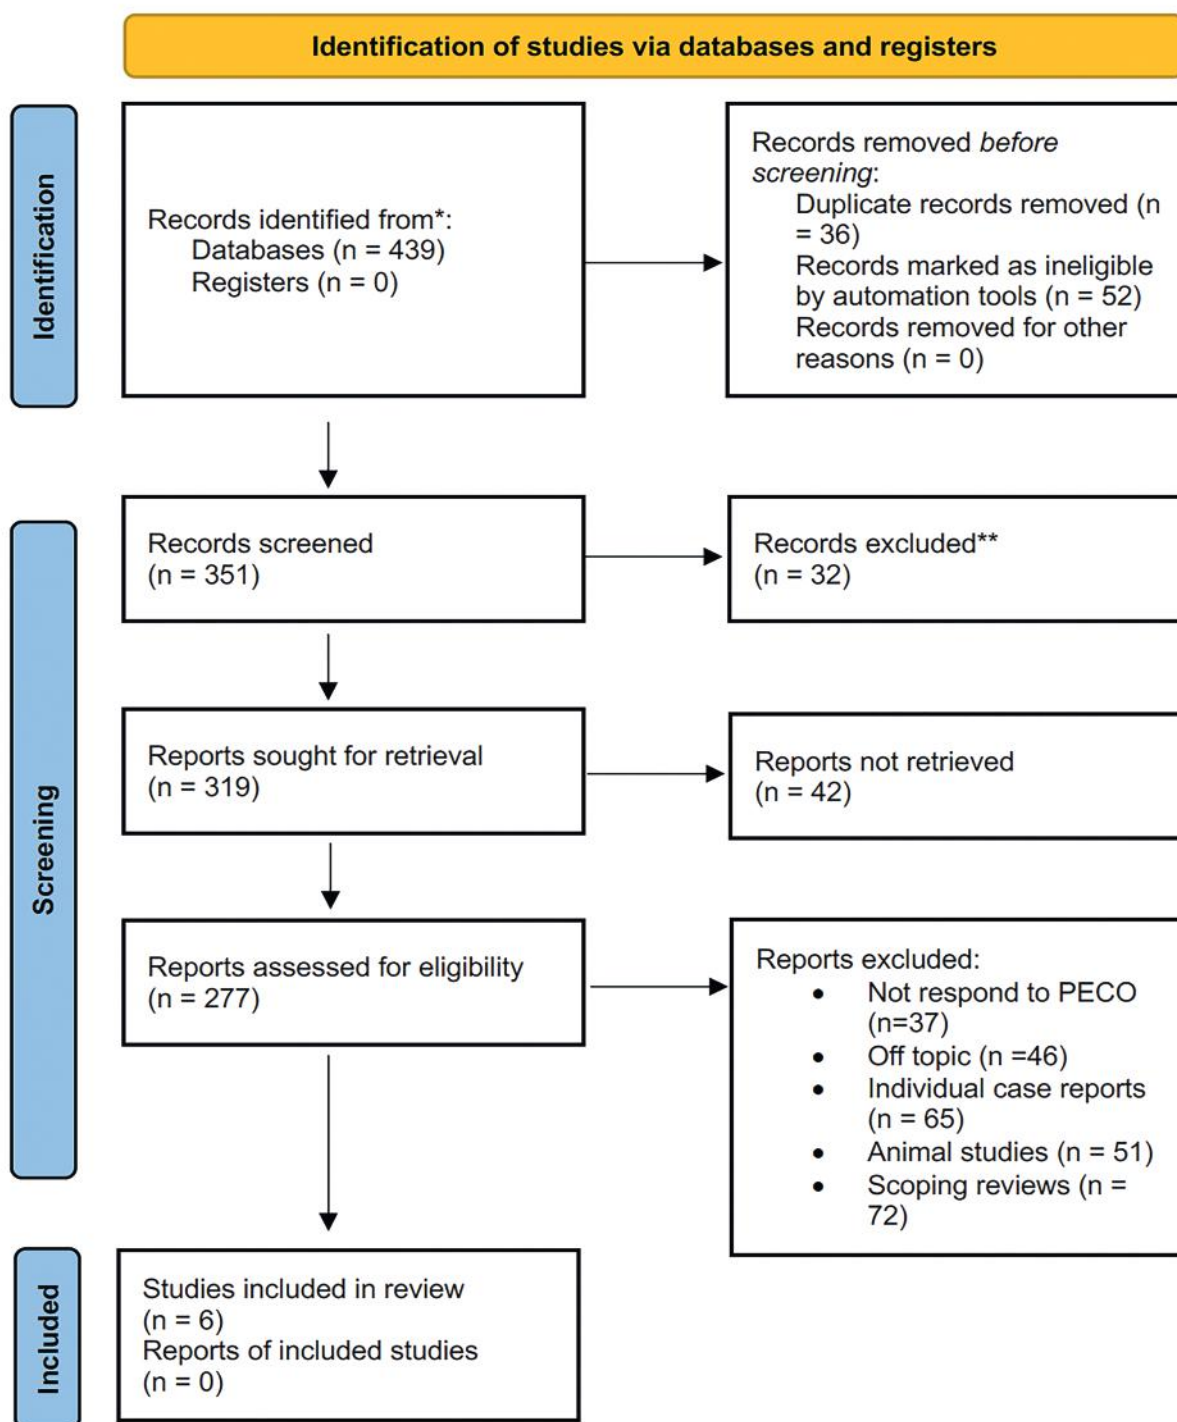 Identification of studies via databases and registers
Identification
Records identified from*:
Databases (n = 439)
Registers (n = 0)
Records removed before
screening:
Duplicate records removed (n
= 36)
Records marked as ineligible
by automation tools (n = 52)
Records removed for other
reasons (n = 0)
Screening
Records screened
(n = 351)
Records excluded**
(n = 32)
Reports sought for retrieval
(n = 319)
Reports not retrieved
(n = 42)
Reports assessed for eligibility
(n = 277)
Reports excluded:
• Not respond to PECO
(n=37)
• Off topic (n =46)
• Individual case reports
(n = 65)
• Animal studies (n = 51)
• Scoping reviews (n =
72)
Included
Studies included in review
(n = 6)
Reports of included studies
(n = 0)